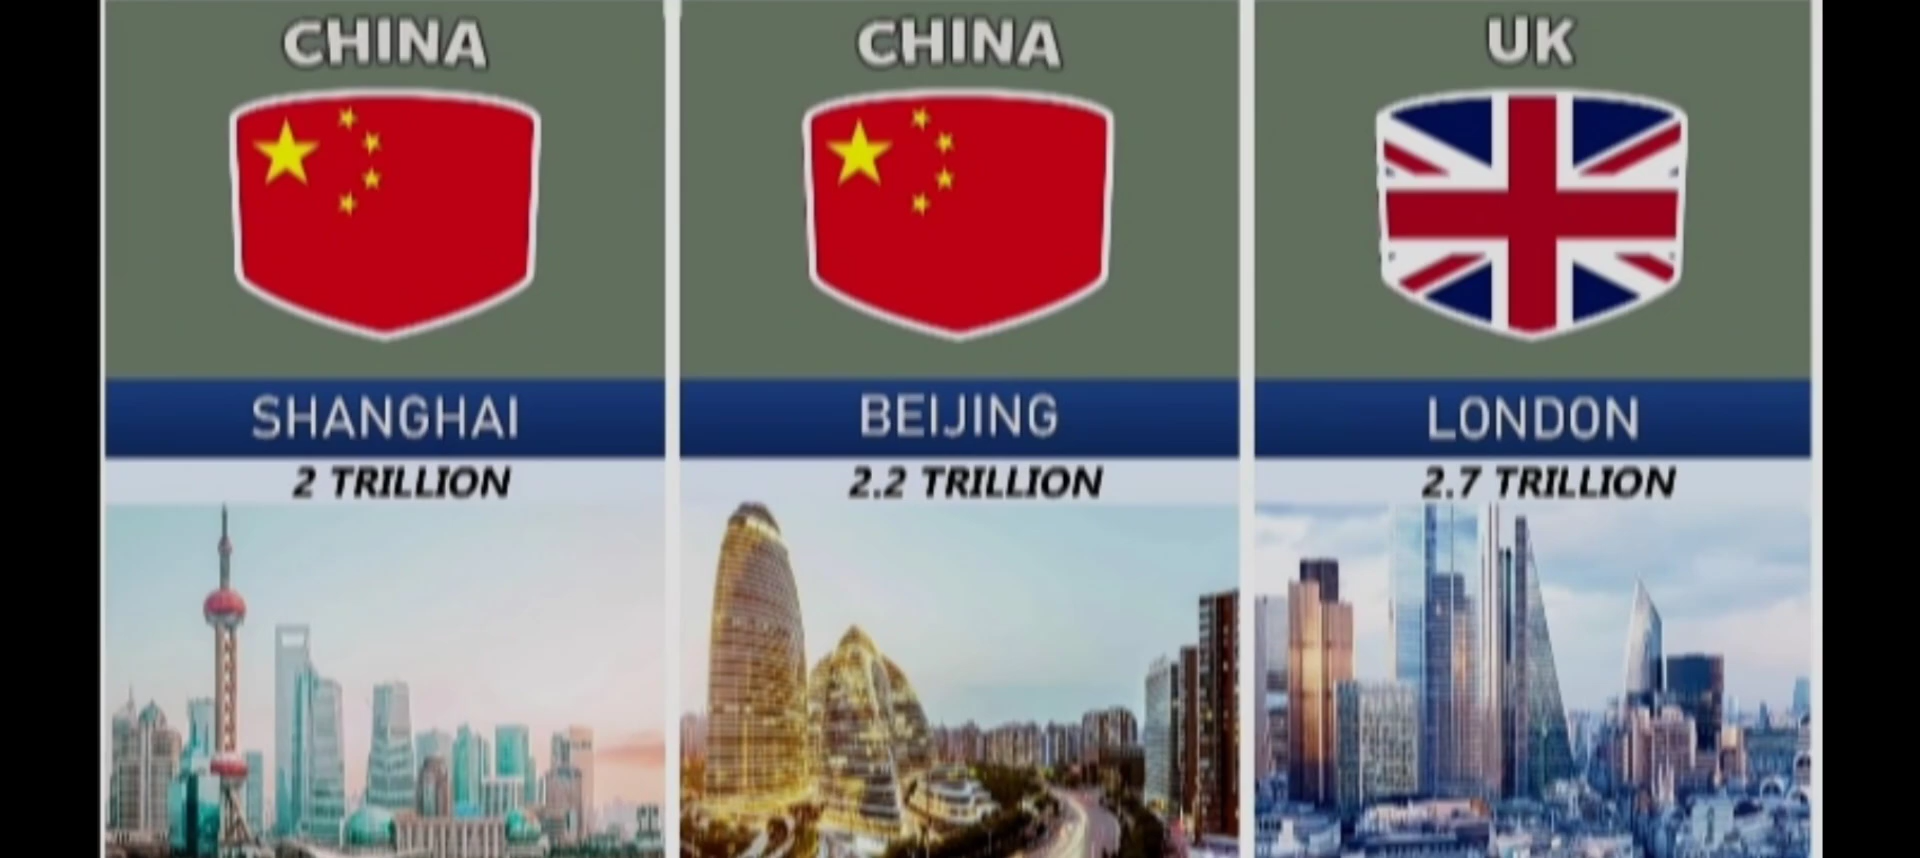 CHINA
SHANGHAI
2 TRILLION
CHINA
BEIJING
2.2 TRILLION
UK
LONDON
2.7 TRILLION